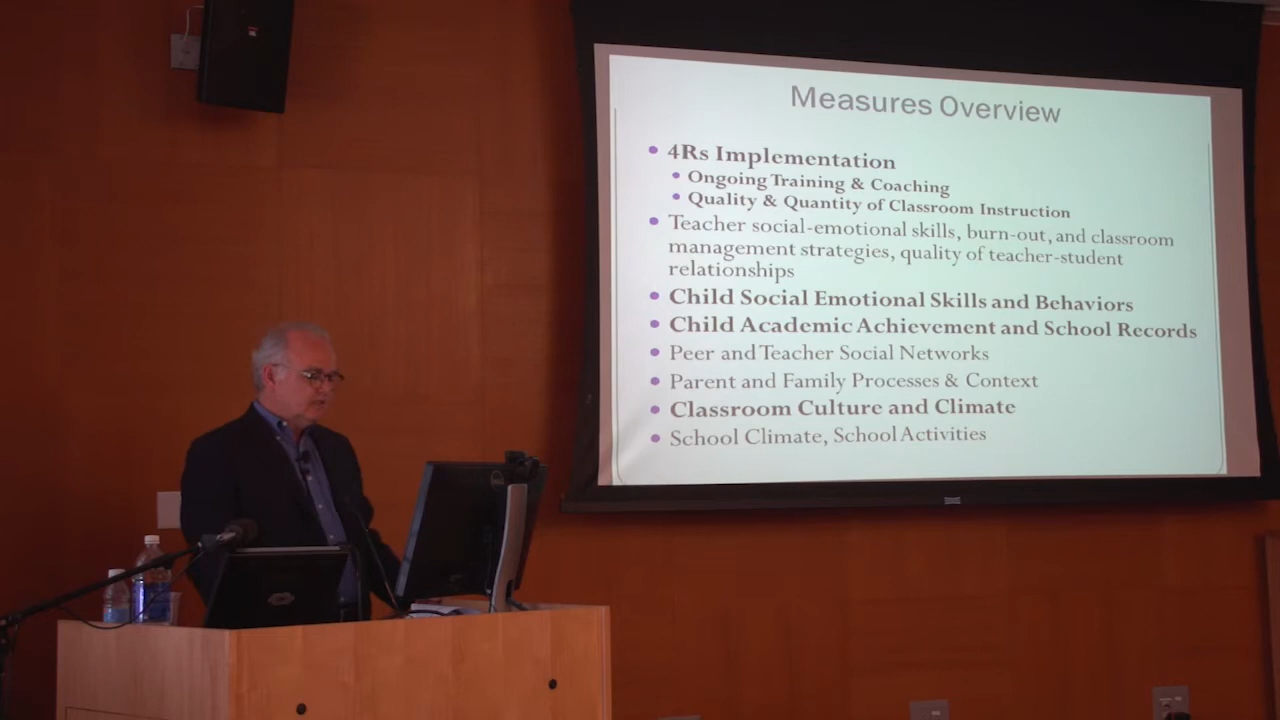 Measures Overview
• 4Rs Implementation
• Ongoing Training & Coaching
• Quality & Quantity of Classroom Instruction
• Teacher social-emotional skills, burn-out, and classroom
management strategies, quality of teacher-student
relationships
• Child Social Emotional Skills and Behaviors
• Child Academic Achievement and School Records
• Peer and Teacher Social Networks
• Parent and Family Processes & Context
• Classroom Culture and Climate
• School Climate, School Activities